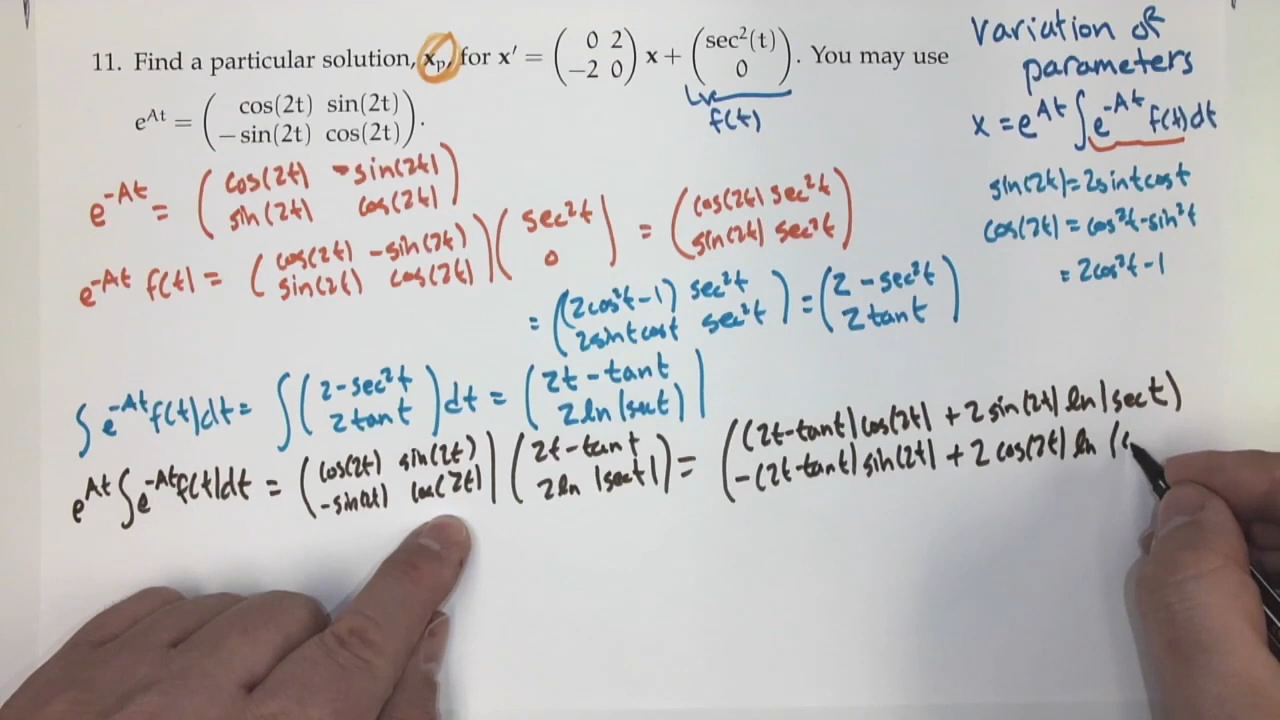 11. Find a particular solution, xp, for x′ = ( 0 2 ; −2 0 ) x + ( sec²(t) ; 0 ). You may use
e^At = ( cos(2t) sin(2t) ; −sin(2t) cos(2t) ).
f(t)
variation of
parameters
x = e^At ∫ e^-At f(t) dt
sin(2t) = 2 sint cost
cos(2t) = cos²t - sin²t
= 2cos²t - 1
e^-At = ( cos(2t) -sin(2t) ; sin(2t) cos(2t) )
e^-At f(t) = ( cos(2t) -sin(2t) ; sin(2t) cos(2t) ) ( sec²t ; 0 ) = ( cos(2t) sec²t ; sin(2t) sec²t )
= ( (2cos²t-1) sec²t ; 2sint cost sec²t ) = ( 2 - sec²t ; 2tant )
∫ e^-At f(t) dt = ∫ ( 2-sec²t ; 2tant ) dt = ( 2t - tant ; 2 ln |sect| )
e^At ∫ e^-At f(t) dt = ( cos(2t) sin(2t) ; -sin(2t) cos(2t) ) ( 2t-tant ; 2ln |sect| ) = ( (2t-tant) cos(2t) + 2 sin(2t) ln |sect| ; -(2t-tant) sin(2t) + 2 cos(2t) ln |s